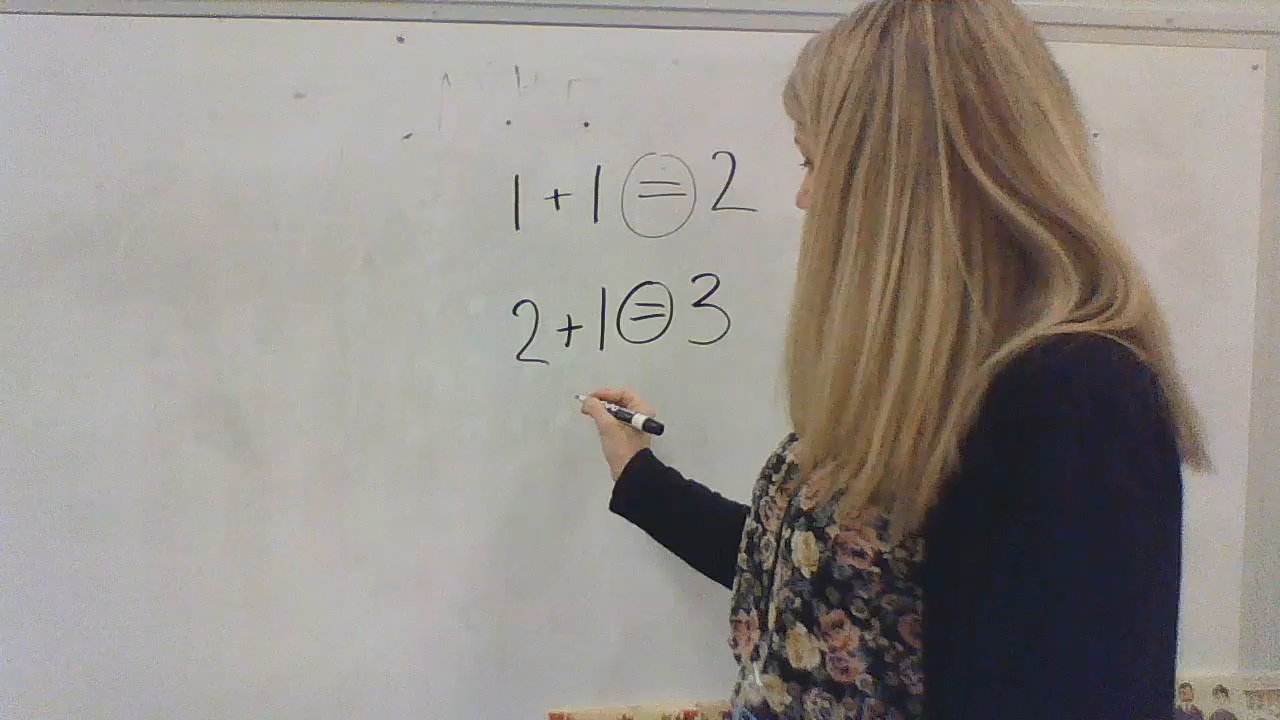 1 + 1 = 2
2 + 1 = 3